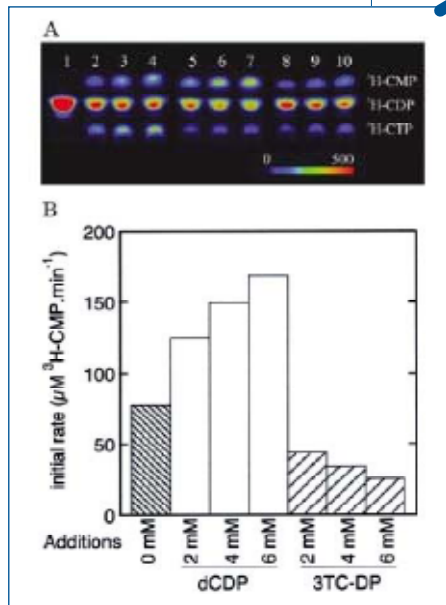 A
1 2 3 4 5 6 7 8 9 10
³H-CMP
³H-CDP
³H-CTP
0 500
B
initial rate (µM ³H-CMP.min⁻¹)
200
150
100
50
0
Additions 0 mM 2 mM 4 mM 6 mM 2 mM 4 mM 6 mM
dCDP 3TC-DP